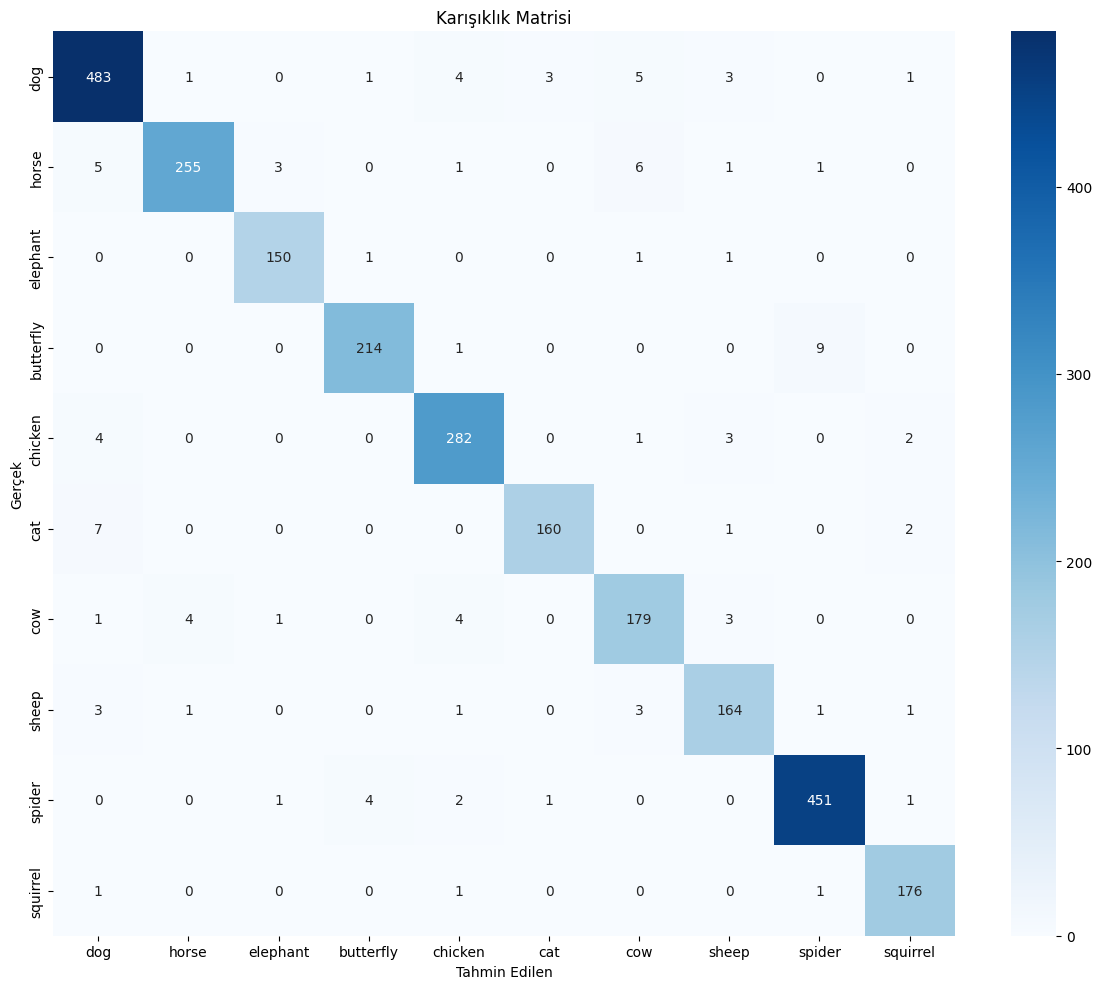 Karışıklık Matrisi
dog 483 1 0 1 4 3 5 3 0 1
horse 5 255 3 0 1 0 6 1 1 0
elephant 0 0 150 1 0 0 1 1 0 0
butterfly 0 0 0 214 1 0 0 0 9 0
chicken 4 0 0 0 282 0 1 3 0 2
cat 7 0 0 0 0 160 0 1 0 2
cow 1 4 1 0 4 0 179 3 0 0
sheep 3 1 0 0 1 0 3 164 1 1
spider 0 0 1 4 2 1 0 0 451 1
squirrel 1 0 0 0 1 0 0 0 1 176
dog horse elephant butterfly chicken cat cow sheep spider squirrel
Tahmin Edilen
Gerçek
400
300
200
100
0